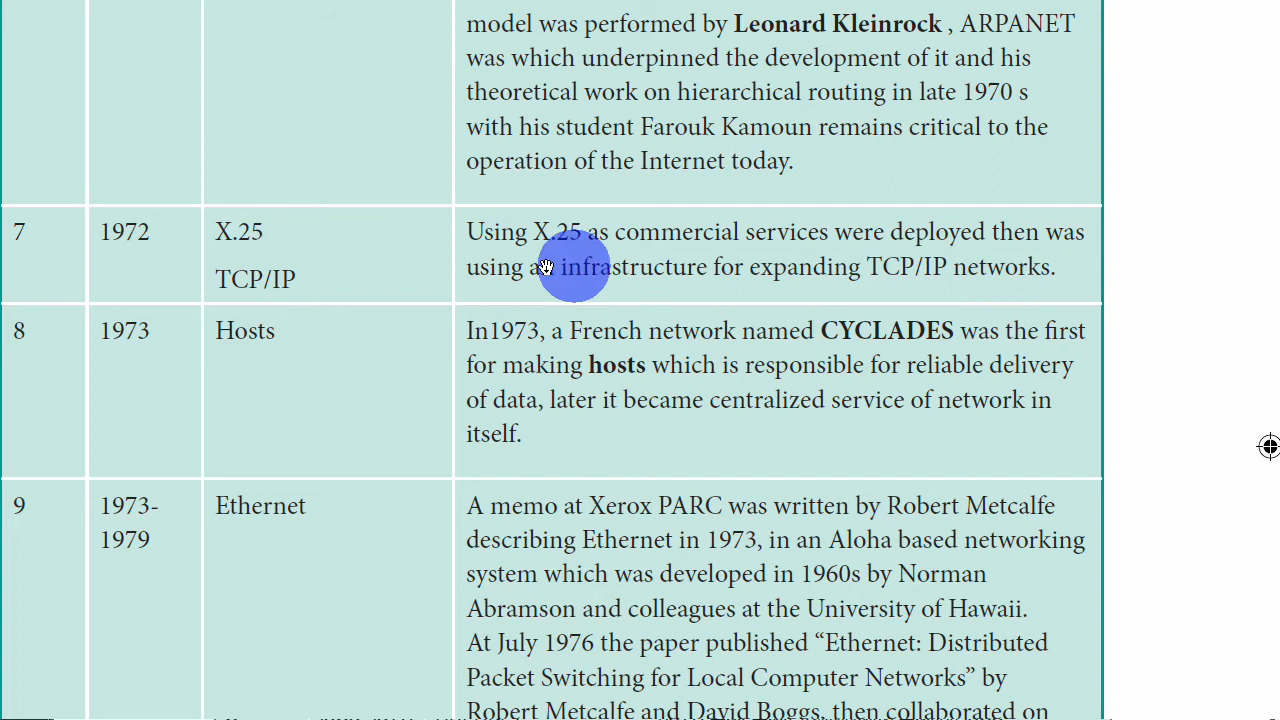 model was performed by Leonard Kleinrock , ARPANET
was which underpinned the development of it and his
theoretical work on hierarchical routing in late 1970 s
with his student Farouk Kamoun remains critical to the
operation of the Internet today.
7 1972 X.25 Using X.25 as commercial services were deployed then was
TCP/IP using an infrastructure for expanding TCP/IP networks.
8 1973 Hosts In1973, a French network named CYCLADES was the first
for making hosts which is responsible for reliable delivery
of data, later it became centralized service of network in
itself.
9 1973- Ethernet A memo at Xerox PARC was written by Robert Metcalfe
1979 describing Ethernet in 1973, in an Aloha based networking
system which was developed in 1960s by Norman
Abramson and colleagues at the University of Hawaii.
At July 1976 the paper published “Ethernet: Distributed
Packet Switching for Local Computer Networks” by
Robert Metcalfe and David Boggs, then collaborated on